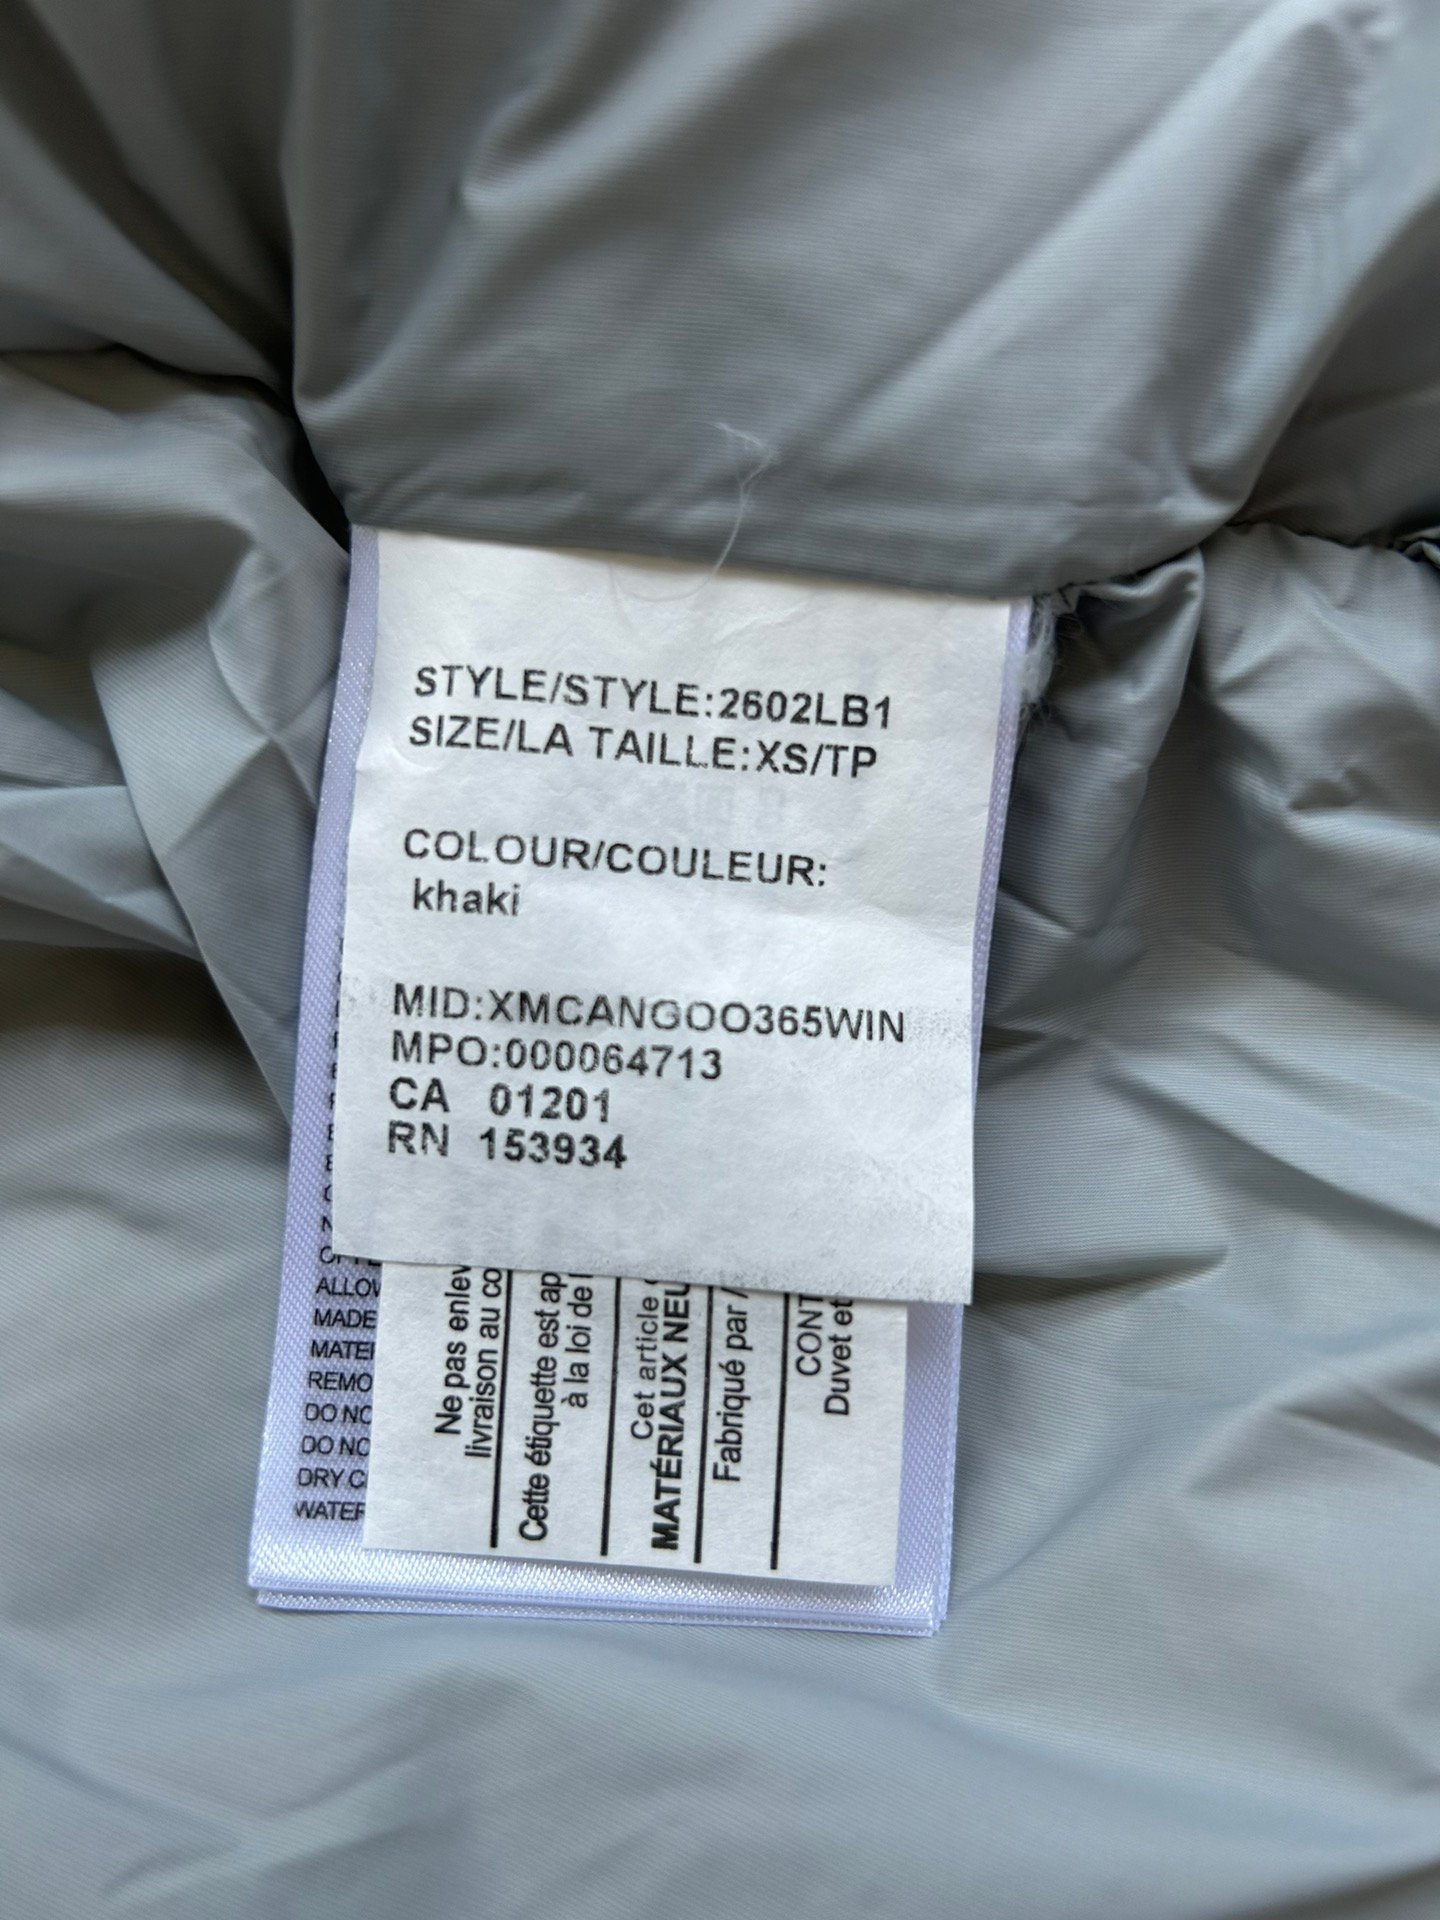 STYLE/STYLE:2602LB1
SIZE/LA TAILLE:XS/TP
COLOUR/COULEUR:
khaki
MID:XMCANGOO365WIN
MPO:000064713
CA 01201
RN 153934
ALLOW
MADE
MATE
REMO
DO NO
DO NO
DRY C
WATER
Ne pas enlev
livraison au co
Cette étiquette est ap
à la loi de l
Cet article
MATÉRIAUX NEU
Fabriqué par
CONT
Duvet et